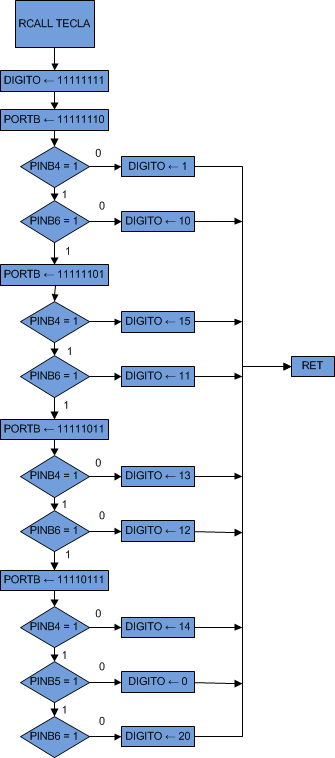 RCALL TECLA
DIGITO ← 11111111
PORTB ← 11111110
PINB4 = 1
0
DIGITO ← 1
1
PINB6 = 1
0
DIGITO ← 10
1
PORTB ← 11111101
PINB4 = 1
DIGITO ← 15
1
PINB6 = 1
DIGITO ← 11
RET
1
PORTB ← 11111011
PINB4 = 1
0
DIGITO ← 13
1
PINB6 = 1
0
DIGITO ← 12
1
PORTB ← 11110111
PINB4 = 1
0
DIGITO ← 14
1
PINB5 = 1
0
DIGITO ← 0
1
PINB6 = 1
0
DIGITO ← 20